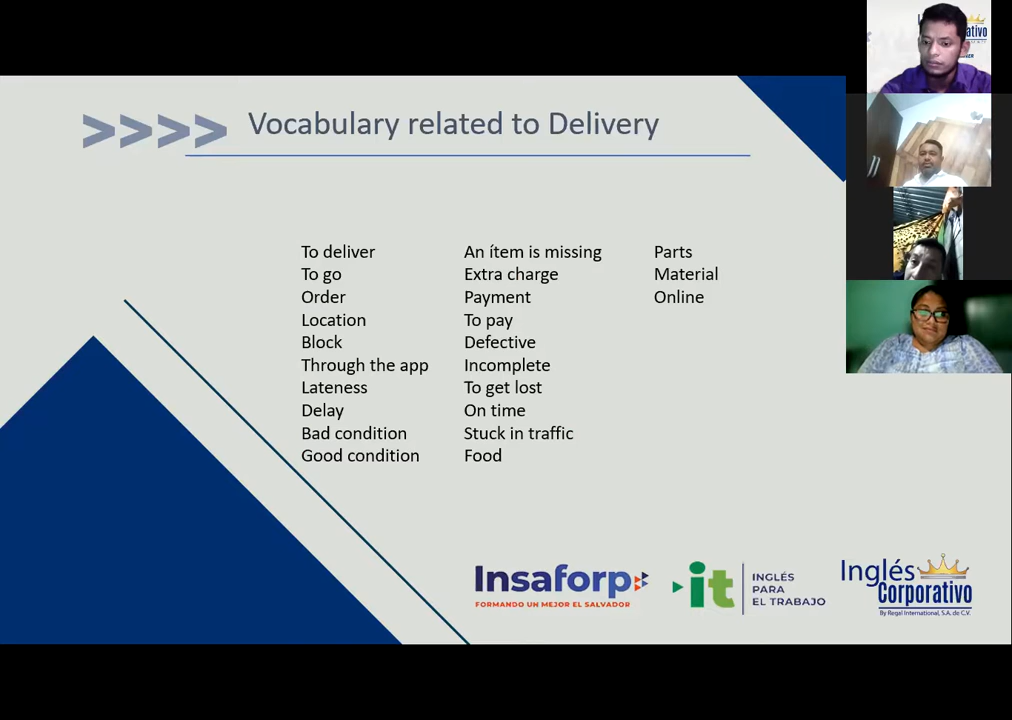 >>>> Vocabulary related to Delivery
To deliver
To go
Order
Location
Block
Through the app
Lateness
Delay
Bad condition
Good condition
An ítem is missing
Extra charge
Payment
To pay
Defective
Incomplete
To get lost
On time
Stuck in traffic
Food
Parts
Material
Online
Insaforp
FORMANDO UN MEJOR EL SALVADOR
it
INGLÉS
PARA
EL TRABAJO
Inglés
Corporativo
By Regal International, S.A. de C.V.